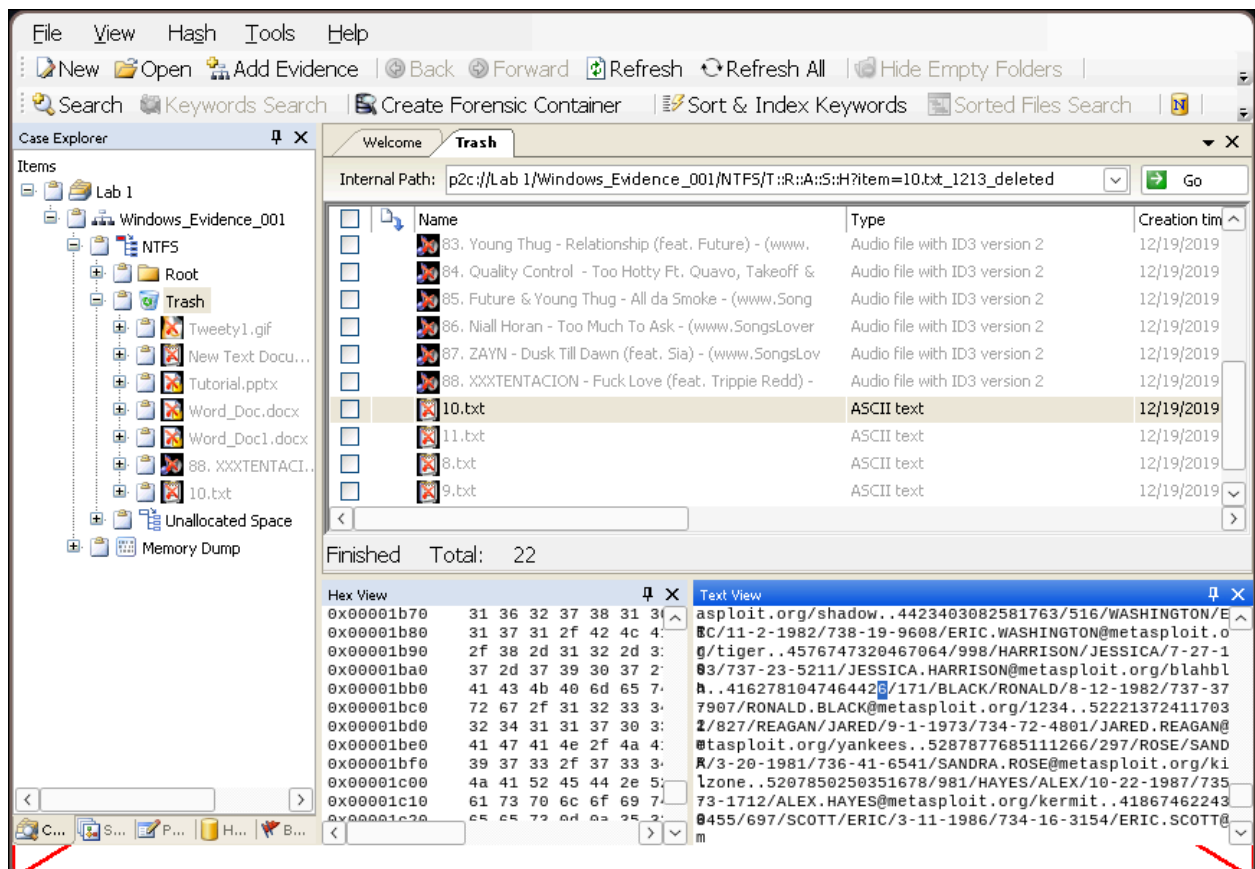 File View Hash Tools Help
New Open Add Evidence Back Forward Refresh Refresh All Hide Empty Folders
Search Keywords Search Create Forensic Container Sort & Index Keywords Sorted Files Search N
Case Explorer
Items
Lab 1
Windows_Evidence_001
NTFS
Root
Trash
Tweety1.gif
New Text Docu...
Tutorial.pptx
Word_Doc.docx
Word_Doc1.docx
88. XXXTENTACI...
10.txt
Unallocated Space
Memory Dump
C... S... P... H... B...
Welcome Trash
Internal Path: p2c://Lab 1/Windows_Evidence_001/NTFS/T::R::A::S::H?item=10.txt_1213_deleted Go
Name Type Creation tim
83. Young Thug - Relationship (feat. Future) - (www. Audio file with ID3 version 2 12/19/2019
84. Quality Control - Too Hotty Ft. Quavo, Takeoff & Audio file with ID3 version 2 12/19/2019
85. Future & Young Thug - All da Smoke - (www.Song Audio file with ID3 version 2 12/19/2019
86. Niall Horan - Too Much To Ask - (www.SongsLover Audio file with ID3 version 2 12/19/2019
87. ZAYN - Dusk Till Dawn (feat. Sia) - (www.SongsLov Audio file with ID3 version 2 12/19/2019
88. XXXTENTACION - Fuck Love (feat. Trippie Redd) - Audio file with ID3 version 2 12/19/2019
10.txt ASCII text 12/19/2019
11.txt ASCII text 12/19/2019
8.txt ASCII text 12/19/2019
9.txt ASCII text 12/19/2019
Finished Total: 22
Hex View
0x00001b70 31 36 32 37 38 31 30
0x00001b80 31 37 31 2f 42 4c 4
0x00001b90 2f 38 2d 31 32 2d 3
0x00001ba0 37 2d 37 39 30 37 2
0x00001bb0 41 43 4b 40 6d 65 7
0x00001bc0 72 67 2f 31 32 33 3
0x00001bd0 32 34 31 31 37 30 3
0x00001be0 41 47 41 4e 2f 4a 4
0x00001bf0 39 37 33 2f 37 33 3
0x00001c00 4a 41 52 45 44 2e 5
0x00001c10 61 73 70 6c 6f 69 7
0x00001c20 65 65 73 0d 0a 35 3
Text View
asploit.org/shadow..4423403082581763/516/WASHINGTON/E
C/11-2-1982/738-19-9608/ERIC.WASHINGTON@metasploit.o
/tiger..4576747320467064/998/HARRISON/JESSICA/7-27-1
3/737-23-5211/JESSICA.HARRISON@metasploit.org/blahbl
..4162781047464426/171/BLACK/RONALD/8-12-1982/737-37
7907/RONALD.BLACK@metasploit.org/1234..52221372411703
/827/REAGAN/JARED/9-1-1973/734-72-4801/JARED.REAGAN@
tasploit.org/yankees..5287877685111266/297/ROSE/SAND
/3-20-1981/736-41-6541/SANDRA.ROSE@metasploit.org/ki
lzone..5207850250351678/981/HAYES/ALEX/10-22-1987/735
73-1712/ALEX.HAYES@metasploit.org/kermit..41867462243
0455/697/SCOTT/ERIC/3-11-1986/734-16-3154/ERIC.SCOTT@
m